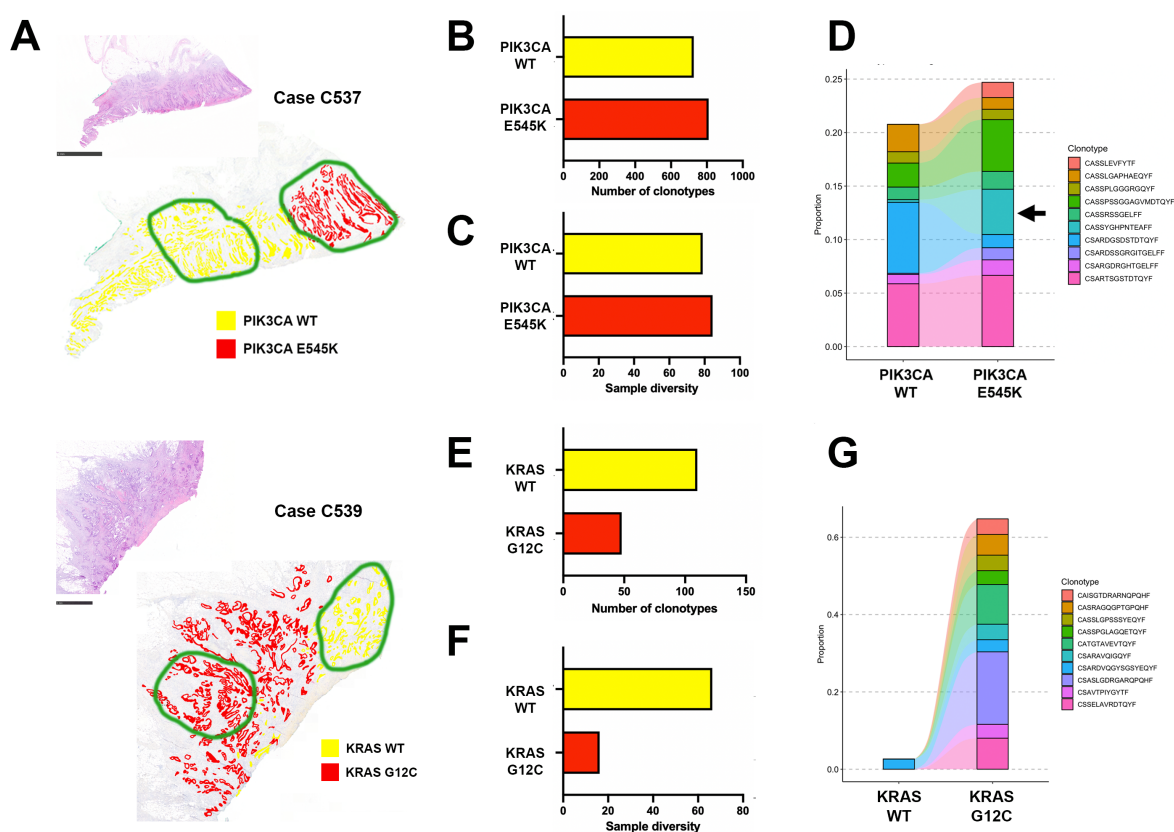 A
Case C537
PIK3CA WT
PIK3CA E545K
B
PIK3CA
WT
PIK3CA
E545K
0 200 400 600 800 1000
Number of clonotypes
C
PIK3CA
WT
PIK3CA
E545K
0 20 40 60 80 100
Sample diversity
D
Proportion
0.25
0.20
0.15
0.10
0.05
0.00
PIK3CA
WT
PIK3CA
E545K
Clonotype
CASSLEVFYTF
CASSLGAPHAEQYF
CASSPLGGGRGQYF
CASSPSSGGAGVMDTQYF
CASSRSSGELFF
CASSYGHPNTEAFF
CSARDGSDSTDTQYF
CSARDSSGRGITGELFF
CSARGDRGHTGELFF
CSARTSGSTDTQYF
Case C539
KRAS WT
KRAS G12C
E
KRAS
WT
KRAS
G12C
0 50 100 150
Number of clonotypes
F
KRAS
WT
KRAS
G12C
0 20 40 60 80
Sample diversity
G
Proportion
0.6
0.4
0.2
0.0
KRAS
WT
KRAS
G12C
Clonotype
CAISGTDRARNQPQHF
CASRAGQGPTGPQHF
CASSLGPSSSYEQYF
CASSPGLAGQETQYF
CATGTAVEVTQYF
CSARAVQIGQYF
CSARDVQGYSGSYEQYF
CSASLGDRGARQPQHF
CSAVTPIYGYTF
CSSELAVRDTQYF